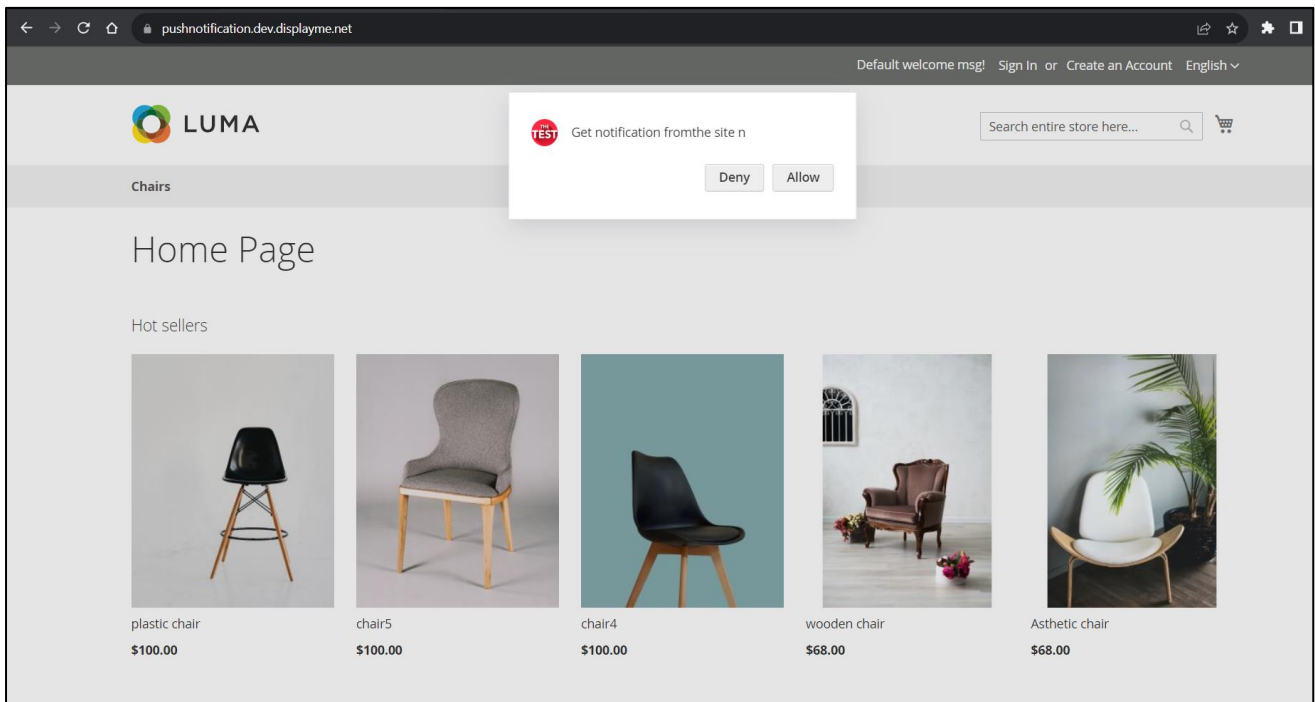 pushnotification.dev.displayme.net
Default welcome msg! Sign In or Create an Account English
LUMA
THE TEST
Get notification fromthe site n
Search entire store here...
Deny Allow
Chairs
Home Page
Hot sellers
plastic chair chair5 chair4 wooden chair Asthetic chair
$100.00 $100.00 $100.00 $68.00 $68.00